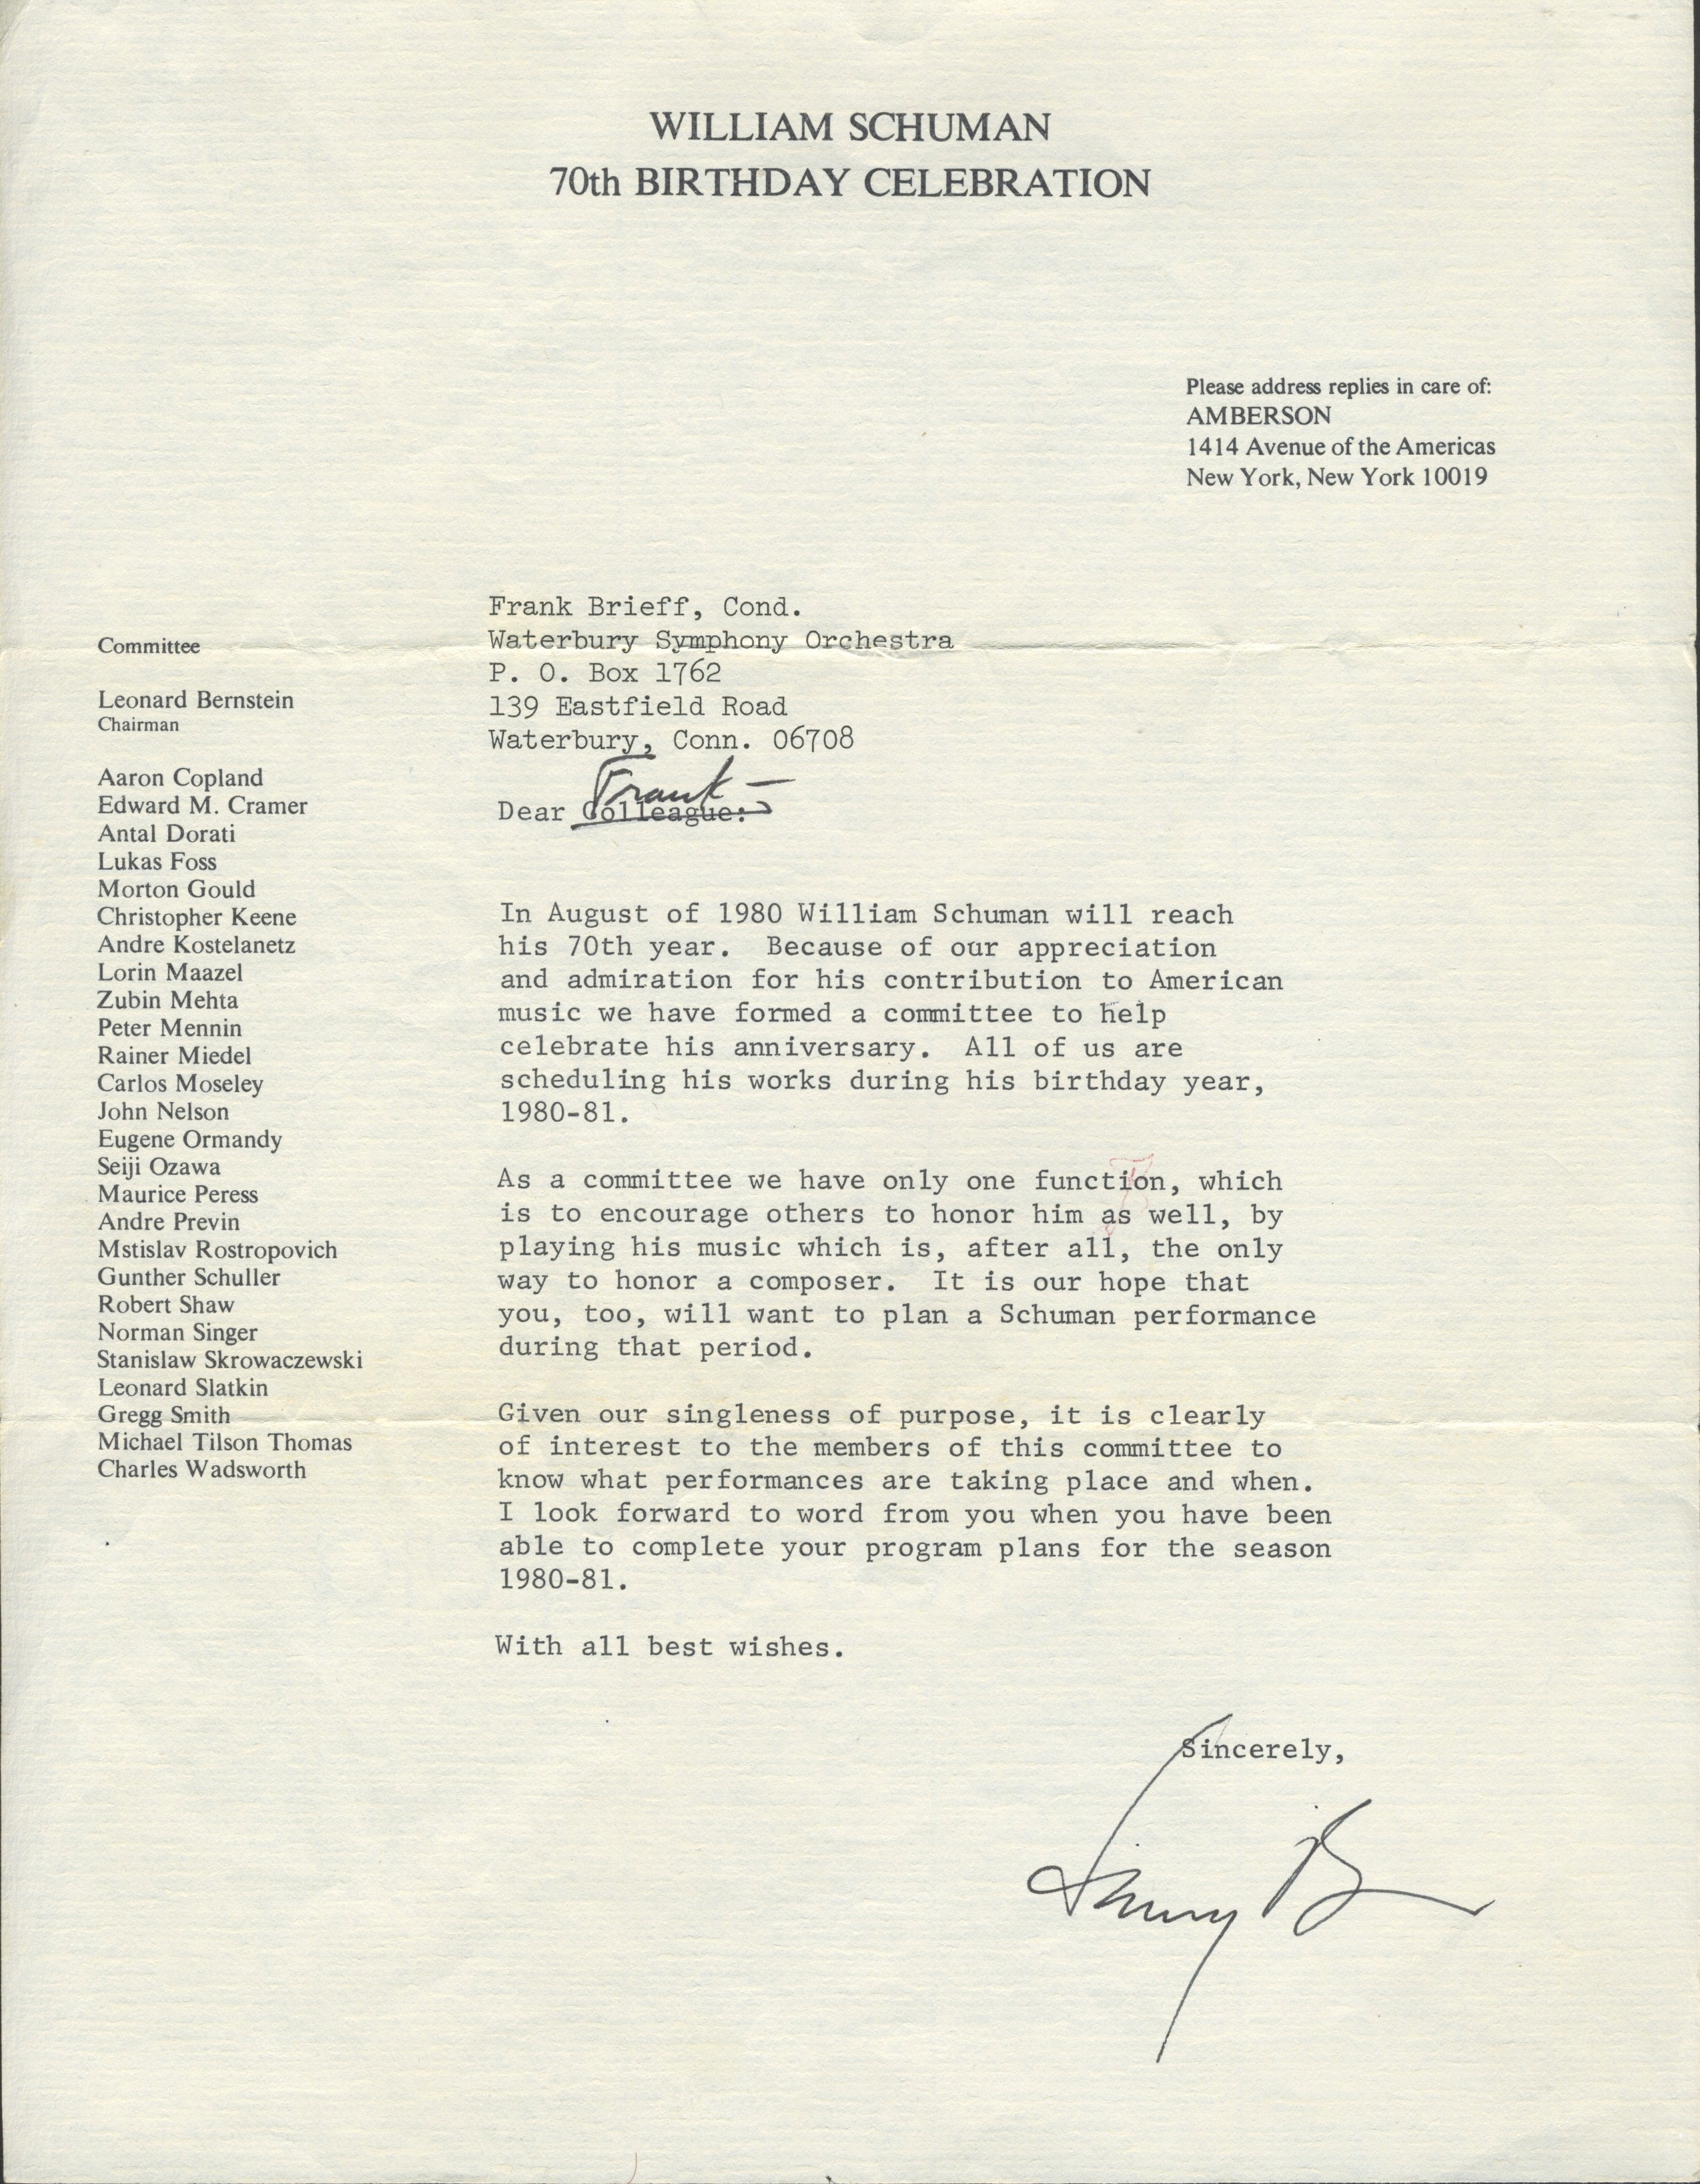 WILLIAM SCHUMAN
70th BIRTHDAY CELEBRATION
Please address replies in care of:
AMBERSON
1414 Avenue of the Americas
New York, New York 10019
Committee
Leonard Bernstein
Chairman
Aaron Copland
Edward M. Cramer
Antal Dorati
Lukas Foss
Morton Gould
Christopher Keene
Andre Kostelanetz
Lorin Maazel
Zubin Mehta
Peter Mennin
Rainer Miedel
Carlos Moseley
John Nelson
Eugene Ormandy
Seiji Ozawa
Maurice Peress
Andre Previn
Mstislav Rostropovich
Gunther Schuller
Robert Shaw
Norman Singer
Stanislaw Skrowaczewski
Leonard Slatkin
Gregg Smith
Michael Tilson Thomas
Charles Wadsworth
Frank Brieff, Cond.
Waterbury Symphony Orchestra
P. O. Box 1762
139 Eastfield Road
Waterbury, Conn. 06708
Frank –
Dear Colleague:
In August of 1980 William Schuman will reach
his 70th year. Because of our appreciation
and admiration for his contribution to American
music we have formed a committee to help
celebrate his anniversary. All of us are
scheduling his works during his birthday year,
1980-81.
As a committee we have only one function, which
is to encourage others to honor him as well, by
playing his music which is, after all, the only
way to honor a composer. It is our hope that
you, too, will want to plan a Schuman performance
during that period.
Given our singleness of purpose, it is clearly
of interest to the members of this committee to
know what performances are taking place and when.
I look forward to word from you when you have been
able to complete your program plans for the season
1980-81.
With all best wishes.
Sincerely,
Lenny B